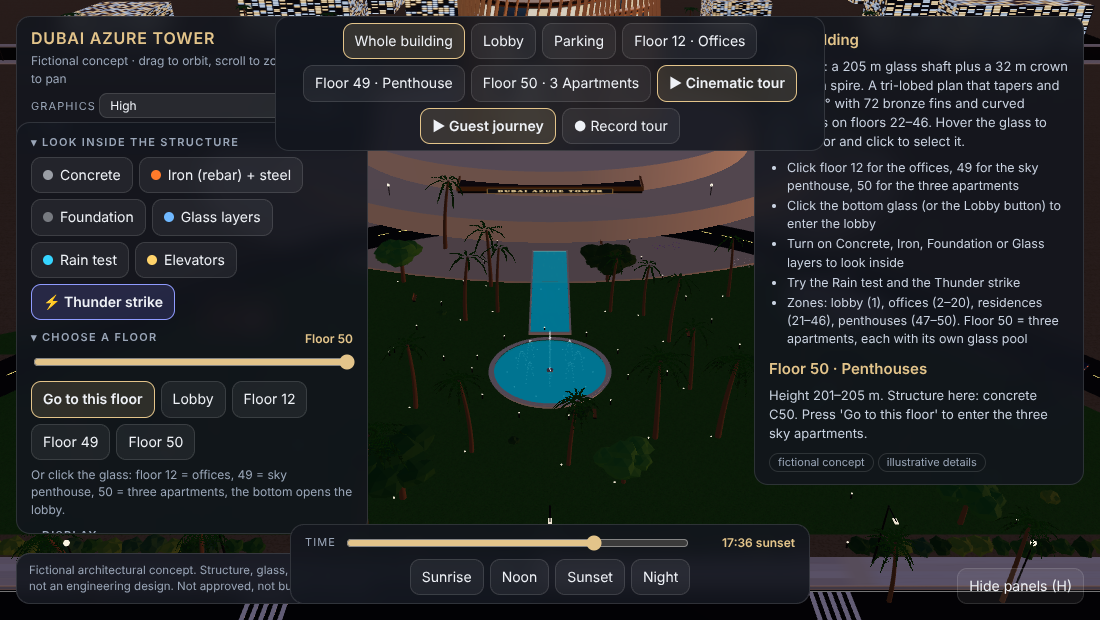 DUBAI AZURE TOWER
Fictional concept · drag to orbit, scroll to
to pan
GRAPHICS High
▾ LOOK INSIDE THE STRUCTURE
Concrete
Iron (rebar) + steel
Foundation
Glass layers
Rain test
Elevators
⚡ Thunder strike
▾ CHOOSE A FLOOR
Floor 50
Go to this floor
Lobby
Floor 12
Floor 49
Floor 50
Or click the glass: floor 12 = offices, 49 = sky
penthouse, 50 = three apartments, the bottom opens the
lobby.
Fictional architectural concept. Structure, glass,
not an engineering design. Not approved, not
Whole building
Lobby
Parking
Floor 12 · Offices
Floor 49 · Penthouse
Floor 50 · 3 Apartments
▶ Cinematic tour
▶ Guest journey
Record tour
DUBAI AZURE TOWER
TIME
17:36 sunset
Sunrise
Noon
Sunset
Night
: a 205 m glass shaft plus a 32 m crown
spire. A tri-lobed plan that tapers and
° with 72 bronze fins and curved
on floors 22–46. Hover the glass to
and click to select it.
• Click floor 12 for the offices, 49 for the sky
penthouse, 50 for the three apartments
• Click the bottom glass (or the Lobby button) to
enter the lobby
• Turn on Concrete, Iron, Foundation or Glass
layers to look inside
• Try the Rain test and the Thunder strike
• Zones: lobby (1), offices (2–20), residences
(21–46), penthouses (47–50). Floor 50 = three
apartments, each with its own glass pool
Floor 50 · Penthouses
Height 201–205 m. Structure here: concrete
C50. Press 'Go to this floor' to enter the three
sky apartments.
fictional concept
illustrative details
Hide panels (H)